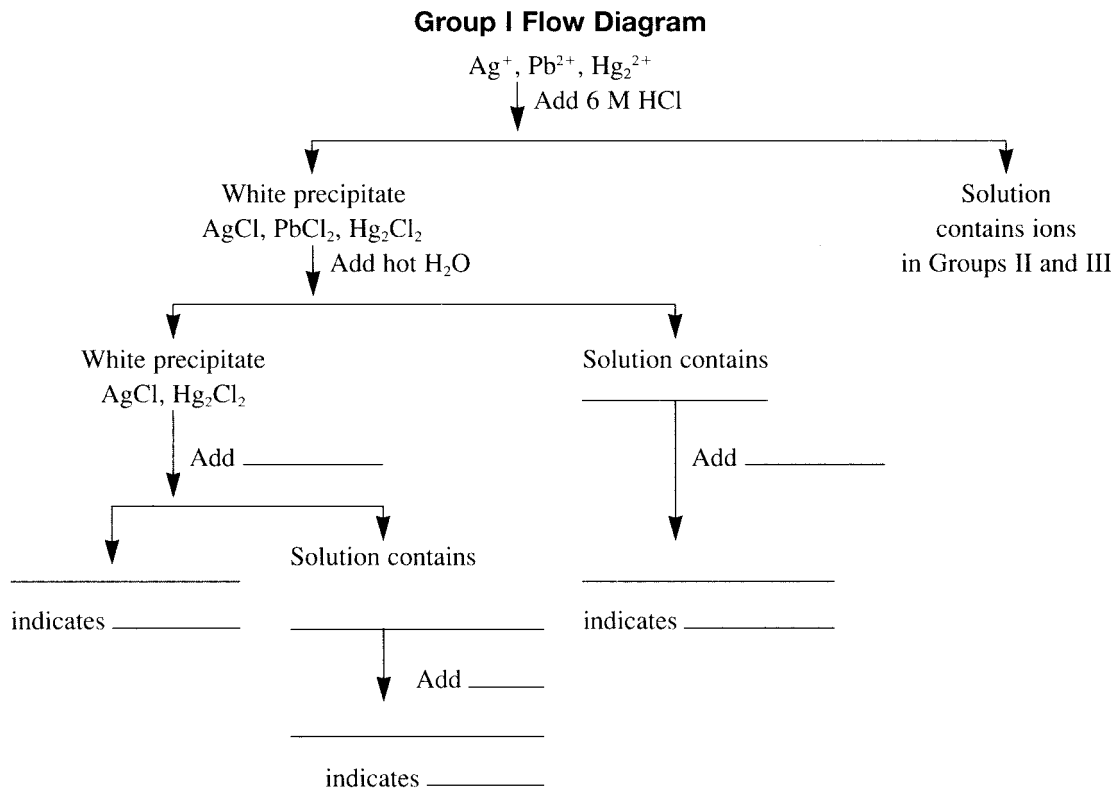 Group I Flow Diagram
Ag⁺, Pb²⁺, Hg₂²⁺
Add 6 M HCl
White precipitate
AgCl, PbCl₂, Hg₂Cl₂
Solution
contains ions
in Groups II and III
Add hot H₂O
White precipitate
AgCl, Hg₂Cl₂
Solution contains
Add
Add
Solution contains
indicates
indicates
Add
indicates